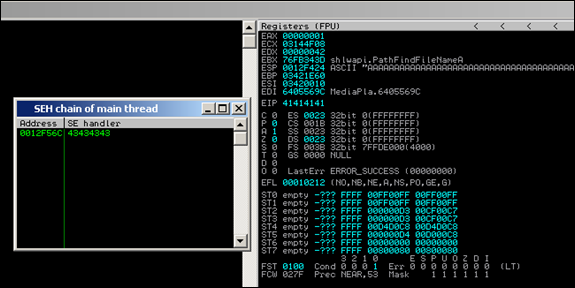 Registers (FPU) < < < <
EAX 00000001
ECX 03144F08
EDX 00000042
EBX 76FB343D shlwapi.PathFindFileNameA
ESP 0012F424 ASCII "AAAAAAAAAAAAAAAAAAAAAAAAAAAAAAAAAAAAAA
EBP 03421E60
ESI 03420010
EDI 6405569C MediaPla.6405569C
EIP 41414141
C 0 ES 0023 32bit 0(FFFFFFFF)
P 0 CS 001B 32bit 0(FFFFFFFF)
A 1 SS 0023 32bit 0(FFFFFFFF)
Z 0 DS 0023 32bit 0(FFFFFFFF)
S 0 FS 003B 32bit 7FFDE000(4000)
T 0 GS 0000 NULL
D 0
O 0 LastErr ERROR_SUCCESS (00000000)
EFL 00010212 (NO,NB,NE,A,NS,PO,GE,G)
ST0 empty -??? FFFF 00FF00FF 00FF00FF
ST1 empty -??? FFFF 00FF00FF 00FF00FF
ST2 empty -??? FFFF 000000D3 00CF00C7
ST3 empty -??? FFFF 000000D3 00CF00C7
ST4 empty -??? FFFF 00D4D0C8 00D4D0C8
ST5 empty -??? FFFF 000000D4 00D000C8
ST6 empty -??? FFFF 00000000 00000000
ST7 empty -??? FFFF 00800080 00800080
3 2 1 0 E S P U O Z D I
FST 0100 Cond 0 0 0 1 Err 0 0 0 0 0 0 0 0 (LT)
FCW 027F Prec NEAR,53 Mask 1 1 1 1 1 1
SEH chain of main thread
Address SE handler
0012F56C 43434343